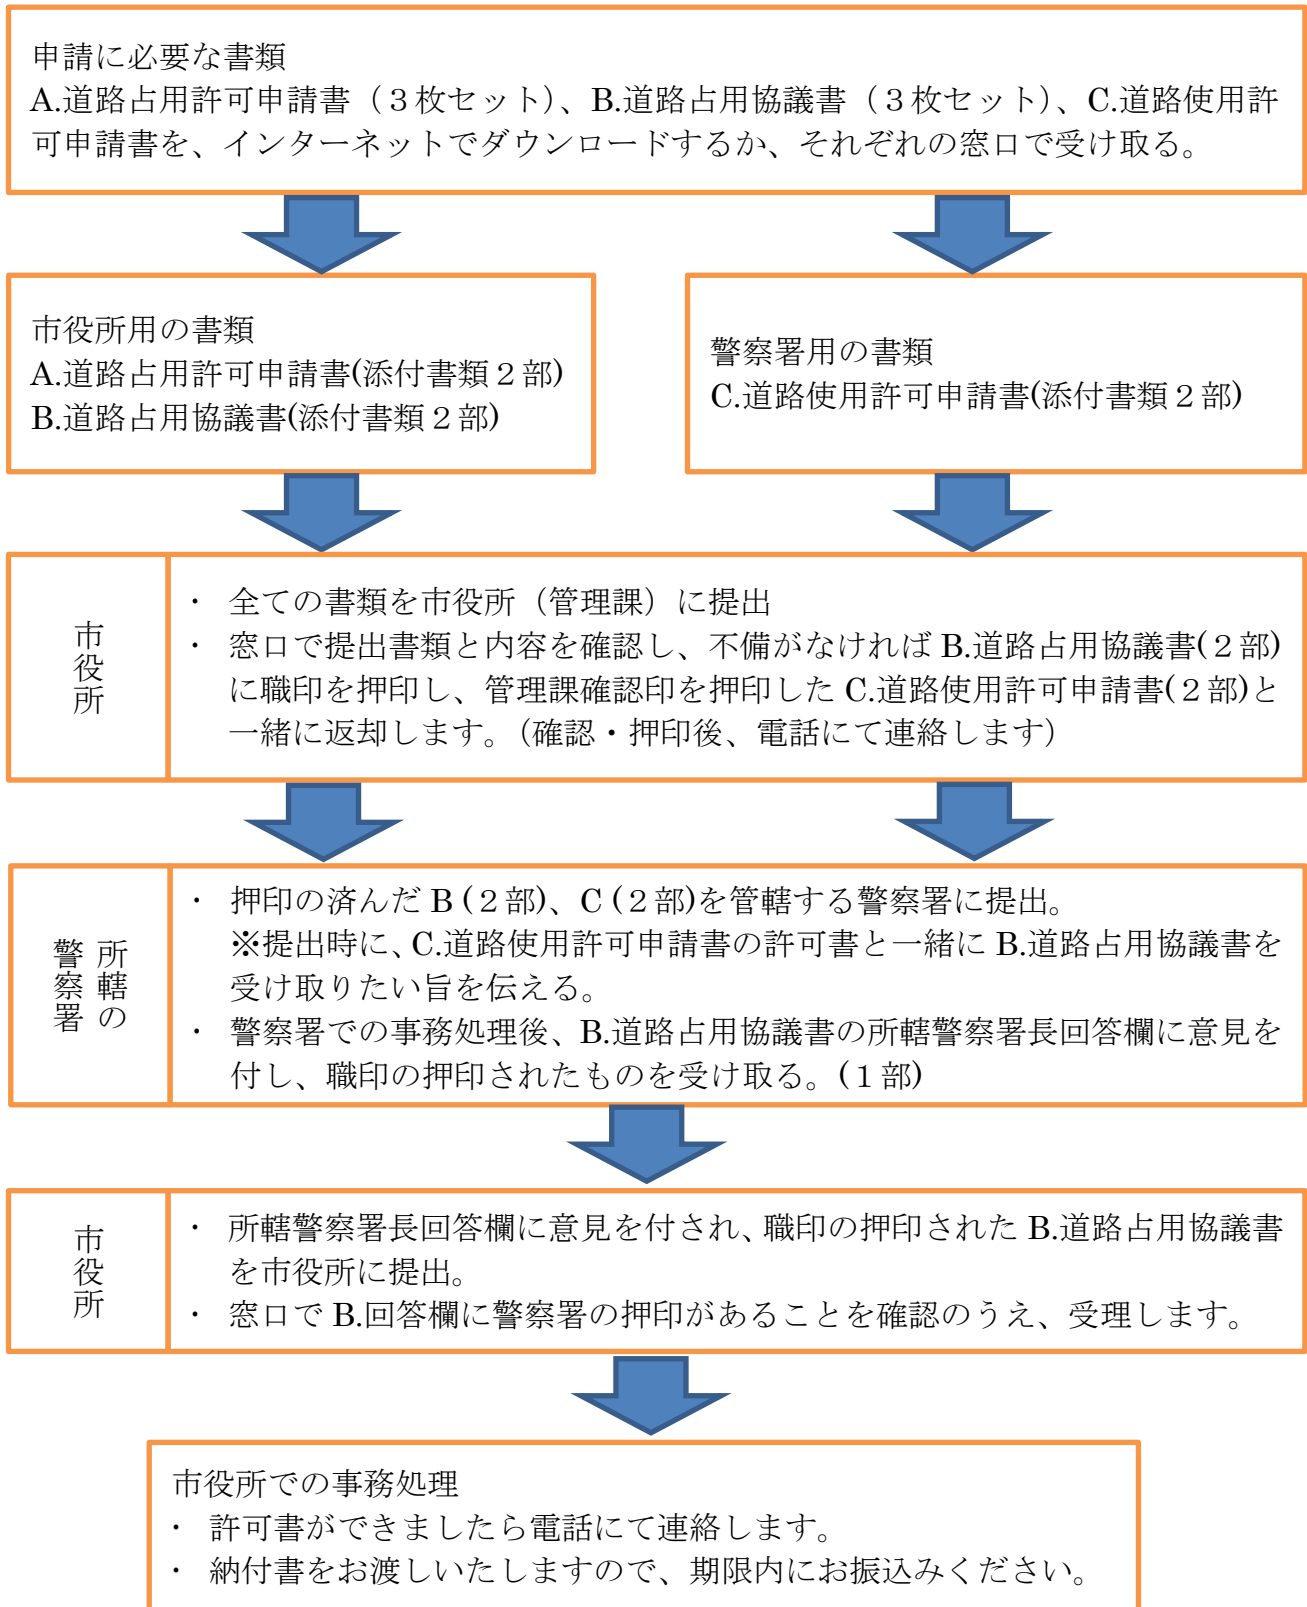 申請に必要な書類
A.道路占用許可申請書（３枚セット）、B.道路占用協議書（３枚セット）、C.道路使用許
可申請書を、インターネットでダウンロードするか、それぞれの窓口で受け取る。
市役所用の書類
A.道路占用許可申請書(添付書類２部)
B.道路占用協議書(添付書類２部)
警察署用の書類
C.道路使用許可申請書(添付書類２部)
市役所
・ 全ての書類を市役所（管理課）に提出
・ 窓口で提出書類と内容を確認し、不備がなければ B.道路占用協議書(２部)
に職印を押印し、管理課確認印を押印した C.道路使用許可申請書(２部)と
一緒に返却します。（確認・押印後、電話にて連絡します）
所轄の
警察署
・ 押印の済んだ B (２部)、C (２部)を管轄する警察署に提出。
※提出時に、C.道路使用許可申請書の許可書と一緒に B.道路占用協議書を
受け取りたい旨を伝える。
・ 警察署での事務処理後、B.道路占用協議書の所轄警察署長回答欄に意見を
付し、職印の押印されたものを受け取る。(１部)
市役所
・ 所轄警察署長回答欄に意見を付され、職印の押印された B.道路占用協議書
を市役所に提出。
・ 窓口で B.回答欄に警察署の押印があることを確認のうえ、受理します。
市役所での事務処理
・ 許可書ができましたら電話にて連絡します。
・ 納付書をお渡しいたしますので、期限内にお振込みください。